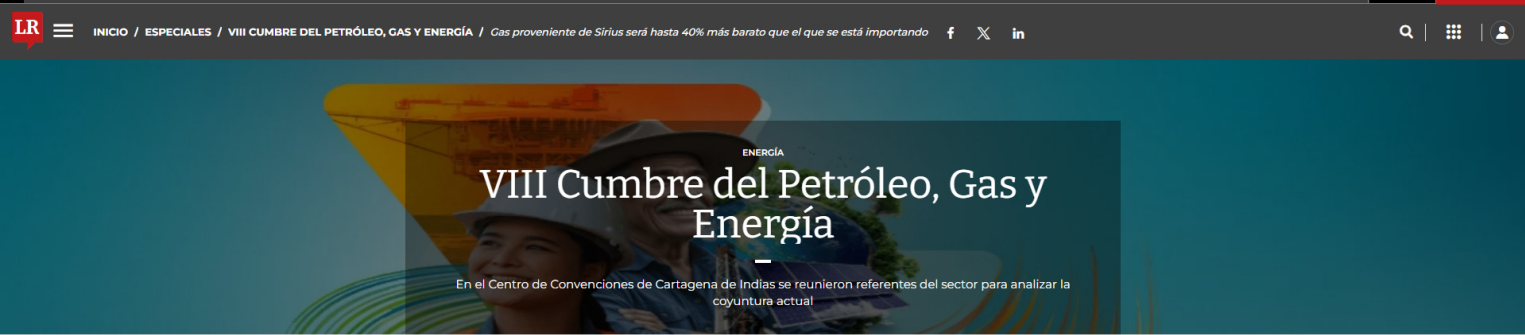 LR
INICIO / ESPECIALES / VIII CUMBRE DEL PETRÓLEO, GAS Y ENERGÍA / Gas proveniente de Sirius será hasta 40% más barato que el que se está importando
ENERGÍA
VIII Cumbre del Petróleo, Gas y
Energía
En el Centro de Convenciones de Cartagena de Indias se reunieron referentes del sector para analizar la
coyuntura actual